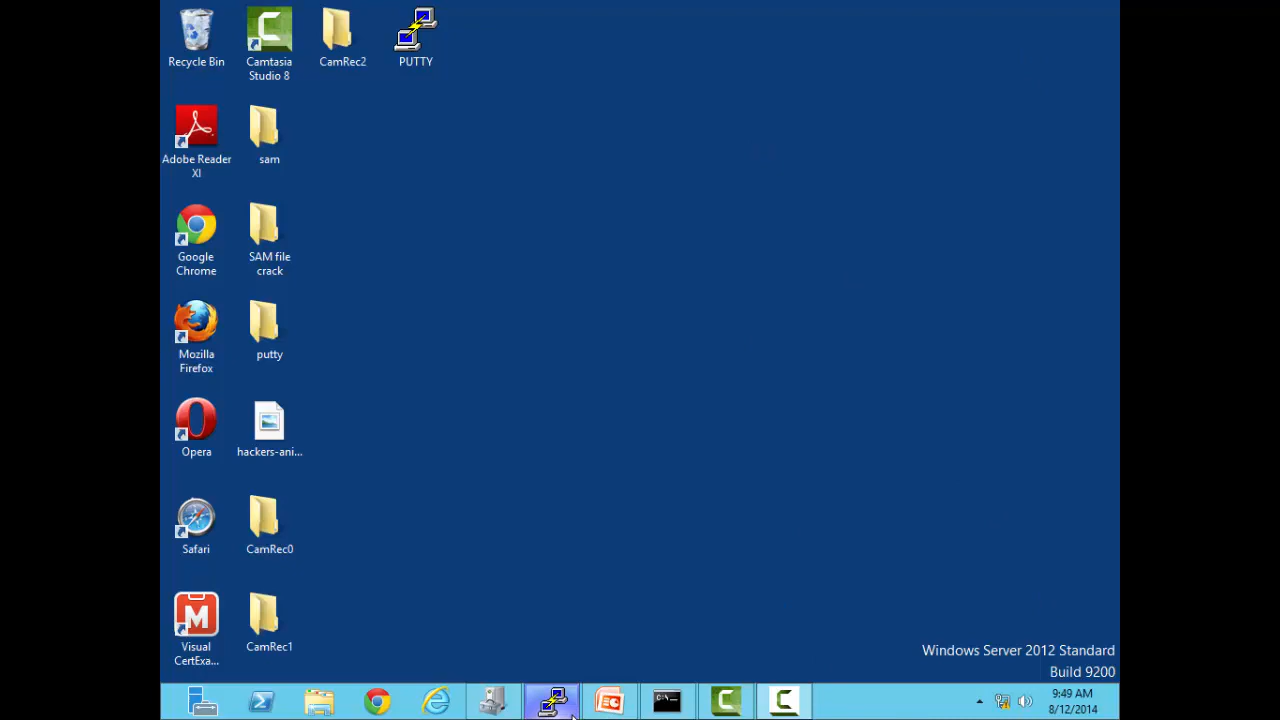 Recycle Bin
Camtasia
Studio 8
CamRec2
PUTTY
Adobe Reader
XI
sam
Google
Chrome
SAM file
crack
Mozilla
Firefox
putty
Opera
hackers-ani...
Safari
CamRec0
Visual
CertExa...
CamRec1
Windows Server 2012 Standard
Build 9200
9:49 AM
8/12/2014